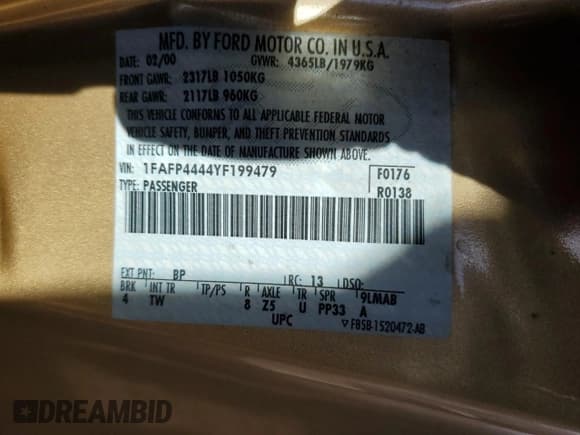 MFD. BY FORD MOTOR CO. IN U.S.A.
DATE: 02/00 GVWR: 4365LB/1979KG
FRONT GAWR: 2317LB 1050KG
REAR GAWR: 2117LB 960KG
THIS VEHICLE CONFORMS TO ALL APPLICABLE FEDERAL MOTOR
VEHICLE SAFETY, BUMPER, AND THEFT PREVENTION STANDARDS
IN EFFECT ON THE DATE OF MANUFACTURE SHOWN ABOVE.
VIN: 1FAFP4444YF199479 F0176
TYPE: PASSENGER R0138
EXT PNT: BP RC: 13 DSO:
BRK INT TR TP/PS R AXLE TR SPR 9LMAB
4 TW 8 Z5 U PP33 A
UPC ▽ F85B-1520472-AB
DREAMBID